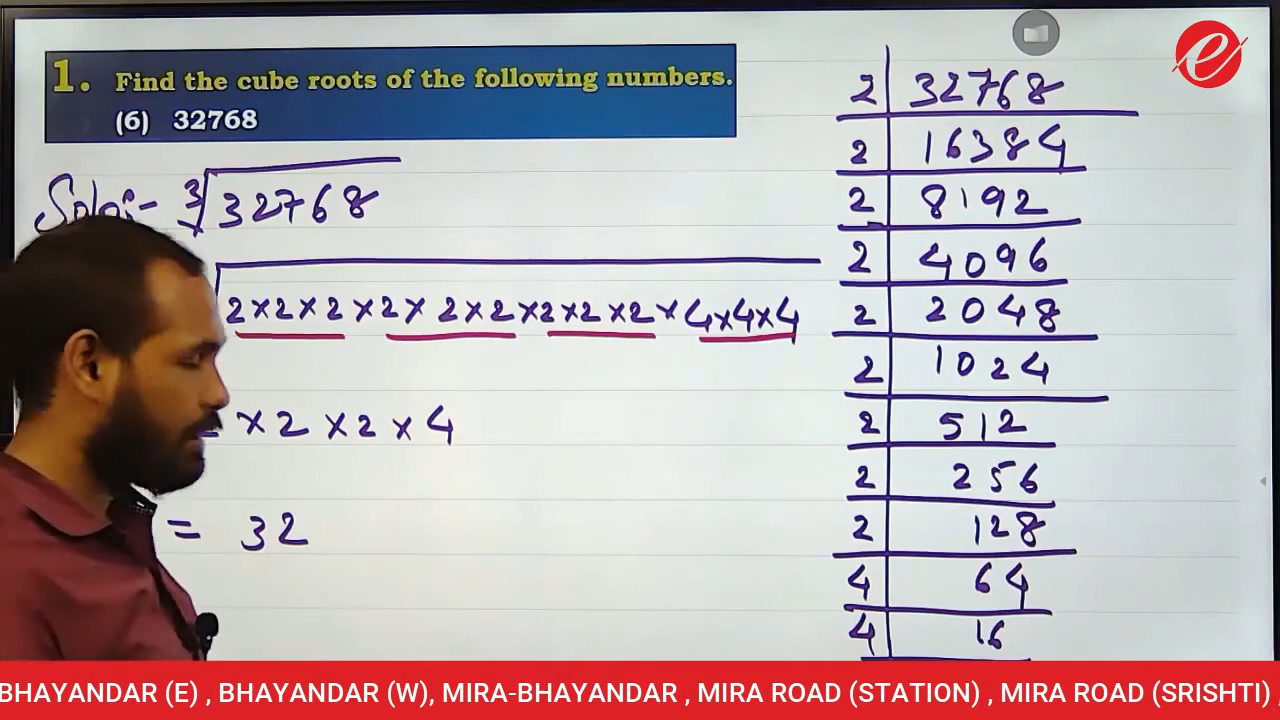 1. Find the cube roots of the following numbers.
(6) 32768
Soln:- ∛32768
√2×2×2×2×2×2×2×2×2×4×4×4
×2×2×4
= 32
2 | 32768
2 | 16384
2 | 8192
2 | 4096
2 | 2048
2 | 1024
2 | 512
2 | 256
2 | 128
4 | 64
4 | 16
e
BHAYANDAR (E) , BHAYANDAR (W), MIRA-BHAYANDAR , MIRA ROAD (STATION) , MIRA ROAD (SRISHTI) ,